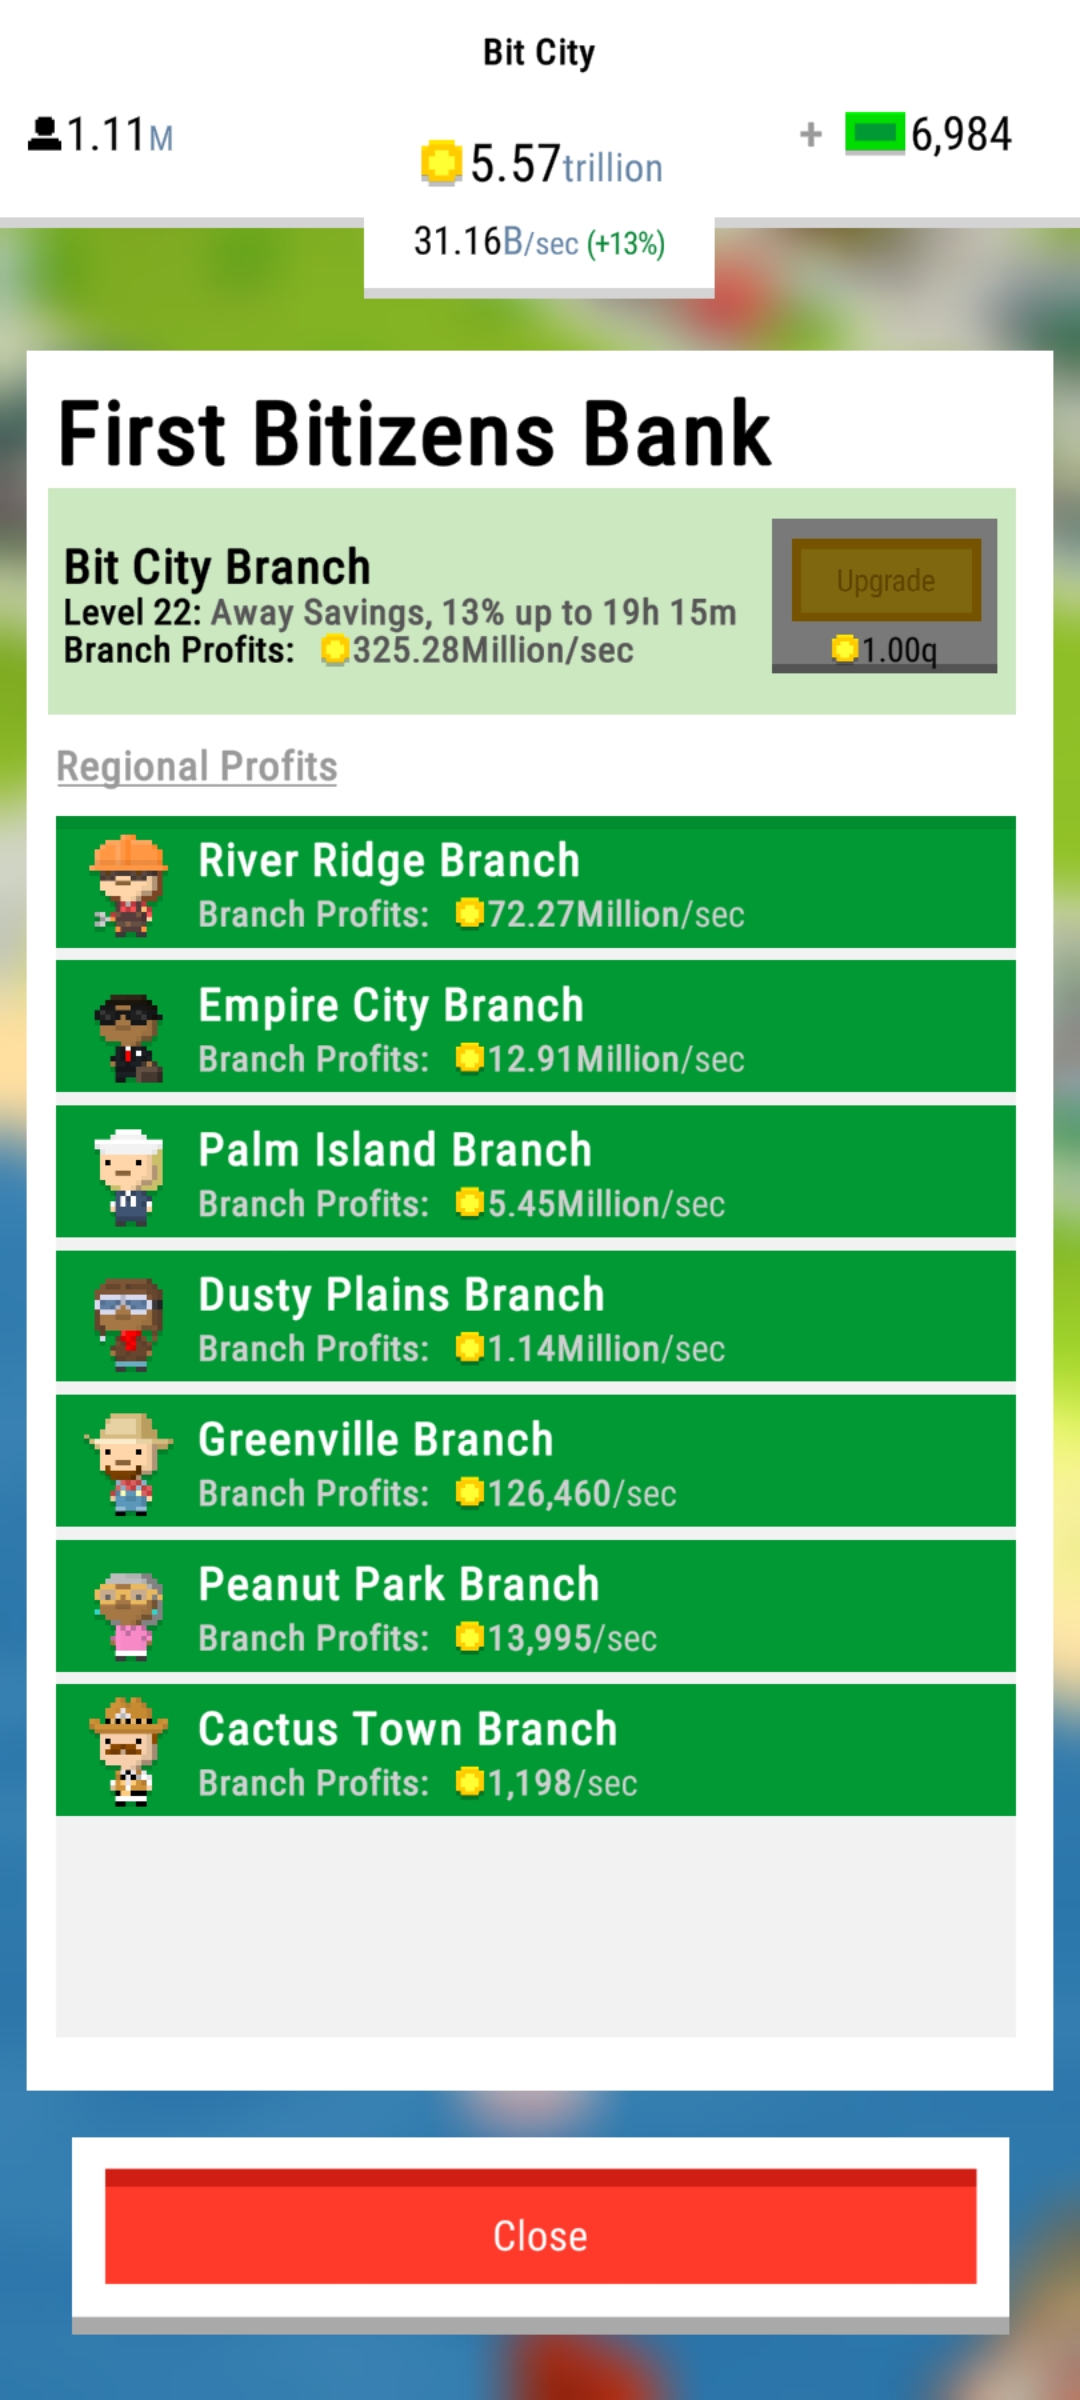 Bit City
1.11M
5.57trillion
+ 6,984
31.16B/sec (+13%)
First Bitizens Bank
Bit City Branch
Level 22: Away Savings, 13% up to 19h 15m
Branch Profits: 325.28Million/sec
Upgrade
1.00q
Regional Profits
River Ridge Branch
Branch Profits: 72.27Million/sec
Empire City Branch
Branch Profits: 12.91Million/sec
Palm Island Branch
Branch Profits: 5.45Million/sec
Dusty Plains Branch
Branch Profits: 1.14Million/sec
Greenville Branch
Branch Profits: 126,460/sec
Peanut Park Branch
Branch Profits: 13,995/sec
Cactus Town Branch
Branch Profits: 1,198/sec
Close